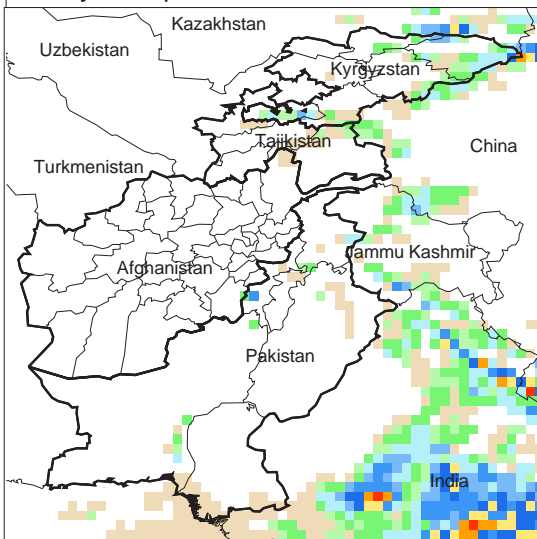 Kazakhstan
Uzbekistan
Kyrgyzstan
Tajikistan
China
Turkmenistan
Jammu Kashmir
Afghanistan
Pakistan
India